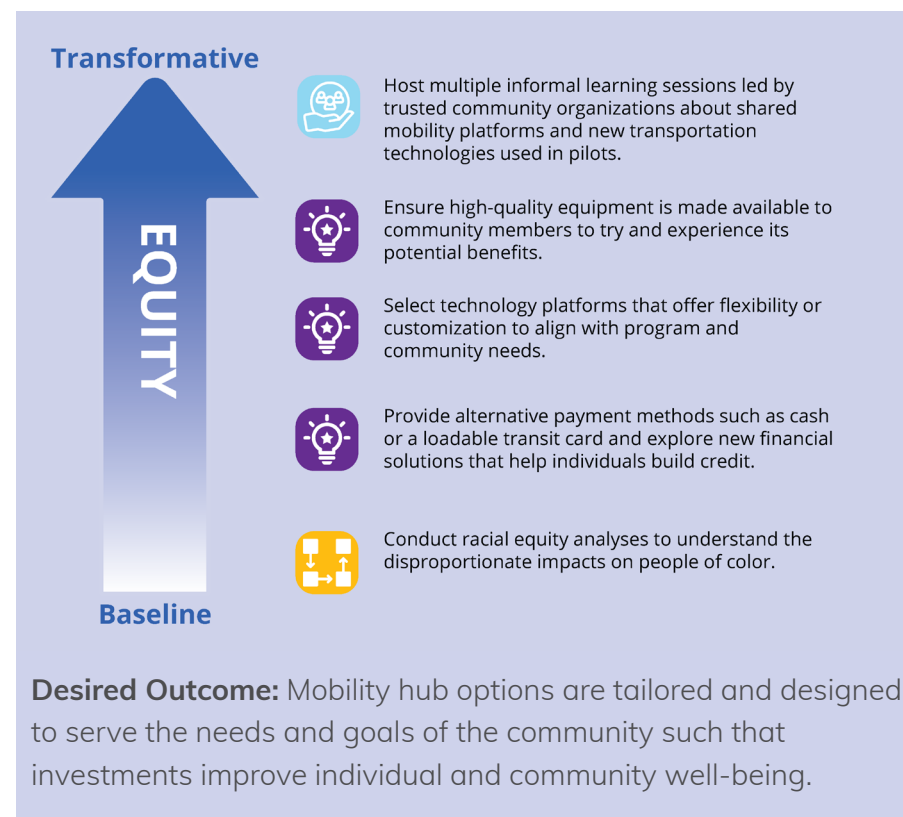 Transformative
Host multiple informal learning sessions led by
trusted community organizations about shared
mobility platforms and new transportation
technologies used in pilots.
EQUITY
Ensure high-quality equipment is made available to
community members to try and experience its
potential benefits.
Select technology platforms that offer flexibility or
customization to align with program and
community needs.
Provide alternative payment methods such as cash
or a loadable transit card and explore new financial
solutions that help individuals build credit.
Conduct racial equity analyses to understand the
disproportionate impacts on people of color.
Baseline
Desired Outcome: Mobility hub options are tailored and designed
to serve the needs and goals of the community such that
investments improve individual and community well-being.